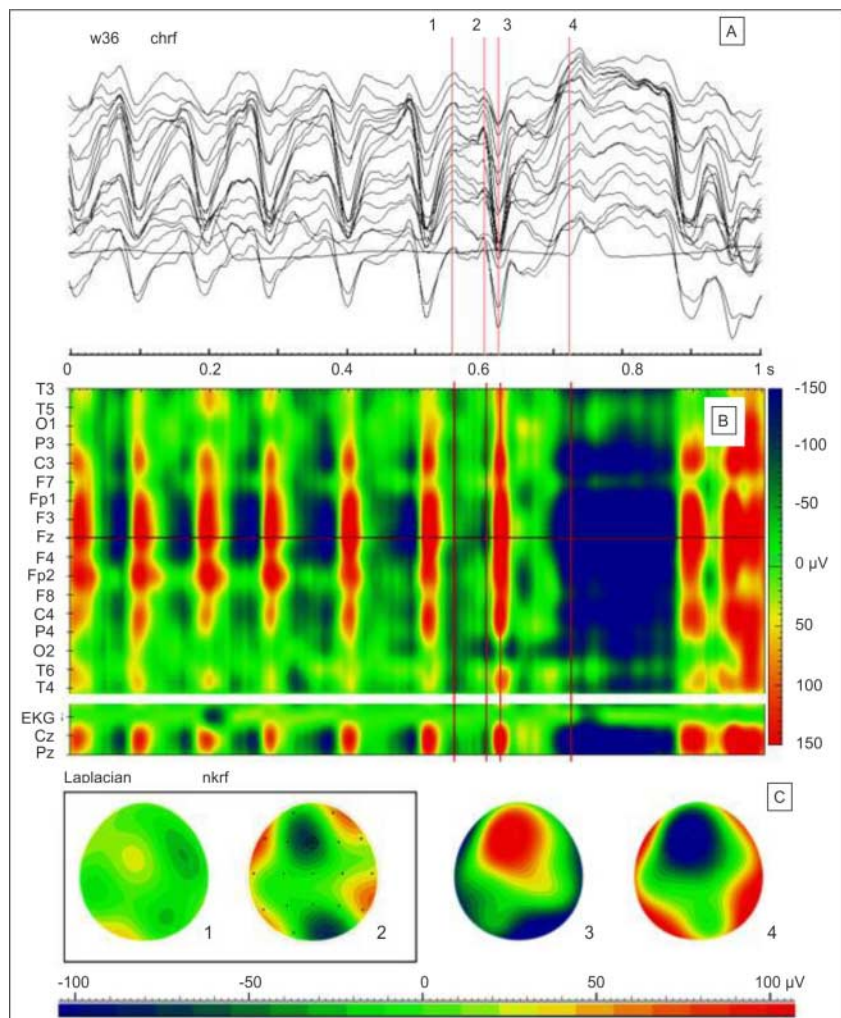 1 2 3 4
A
w36 chrf
0 0.2 0.4 0.6 0.8 1 s
T3
T5
O1
P3
C3
F7
Fp1
F3
Fz
F4
Fp2
F8
C4
P4
O2
T6
T4
EKG
Cz
Pz
B
-150
-100
-50
0 µV
50
100
150
Laplacian nkrf
C
1 2 3 4
-100 -50 0 50 100 µV